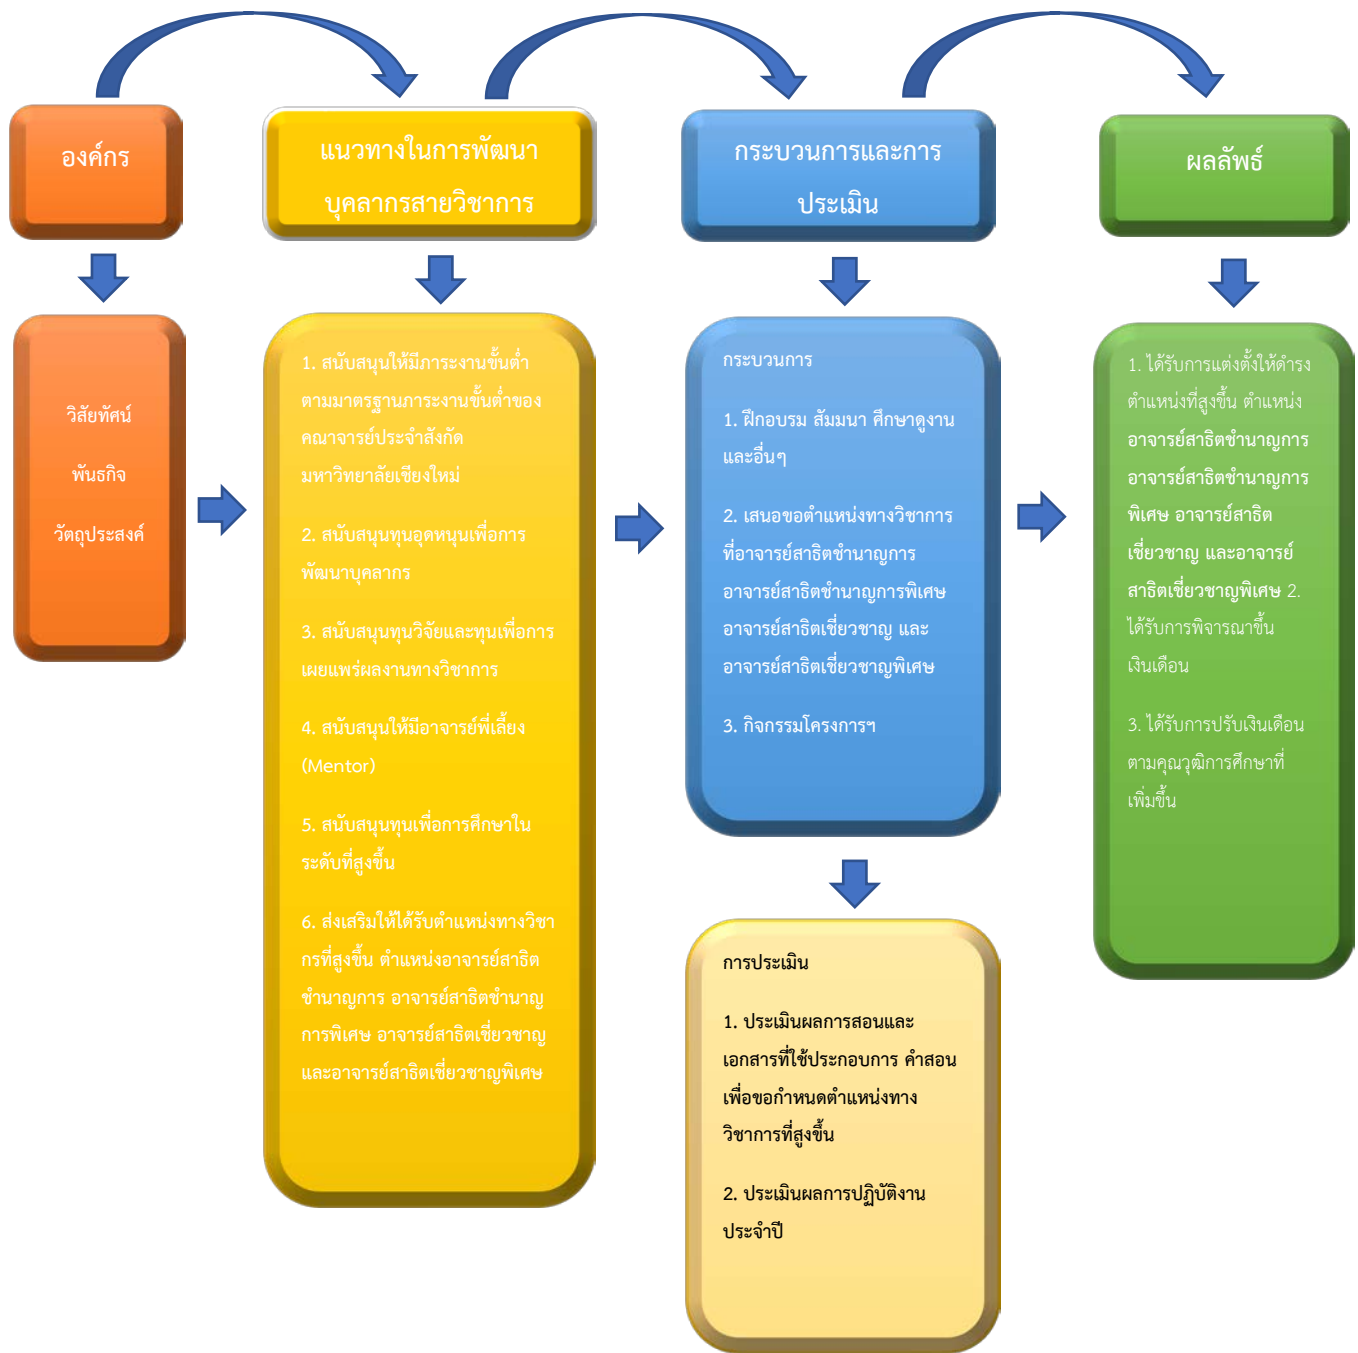 องค์กร
แนวทางในการพัฒนา
บุคลากรสายวิชาการ
กระบวนการและการ
ประเมิน
ผลลัพธ์
วิสัยทัศน์
พันธกิจ
วัตถุประสงค์
1. สนับสนุนให้มีภาระงานขั้นต่ำ
ตามมาตรฐานภาระงานขั้นต่ำของ
คณาจารย์ประจำสังกัด
มหาวิทยาลัยเชียงใหม่
2. สนับสนุนทุนอุดหนุนเพื่อการ
พัฒนาบุคลากร
3. สนับสนุนทุนวิจัยและทุนเพื่อการ
เผยแพร่ผลงานทางวิชาการ
4. สนับสนุนให้มีอาจารย์พี่เลี้ยง
(Mentor)
5. สนับสนุนทุนเพื่อการศึกษาใน
ระดับที่สูงขึ้น
6. ส่งเสริมให้ได้รับตำแหน่งทางวิชา
กรที่สูงขึ้น ตำแหน่งอาจารย์สาธิต
ชำนาญการ อาจารย์สาธิตชำนาญ
การพิเศษ อาจารย์สาธิตเชี่ยวชาญ
และอาจารย์สาธิตเชี่ยวชาญพิเศษ
กระบวนการ
1. ฝึกอบรม สัมมนา ศึกษาดูงาน
และอื่นๆ
2. เสนอขอตำแหน่งทางวิชาการ
ที่อาจารย์สาธิตชำนาญการ
อาจารย์สาธิตชำนาญการพิเศษ
อาจารย์สาธิตเชี่ยวชาญ และ
อาจารย์สาธิตเชี่ยวชาญพิเศษ
3. กิจกรรมโครงการฯ
การประเมิน
1. ประเมินผลการสอนและ
เอกสารที่ใช้ประกอบการ คำสอน
เพื่อขอกำหนดตำแหน่งทาง
วิชาการที่สูงขึ้น
2. ประเมินผลการปฏิบัติงาน
ประจำปี
1. ได้รับการแต่งตั้งให้ดำรง
ตำแหน่งที่สูงขึ้น ตำแหน่ง
อาจารย์สาธิตชำนาญการ
อาจารย์สาธิตชำนาญการ
พิเศษ อาจารย์สาธิต
เชี่ยวชาญ และอาจารย์
สาธิตเชี่ยวชาญพิเศษ 2.
ได้รับการพิจารณาขึ้น
เงินเดือน
3. ได้รับการปรับเงินเดือน
ตามคุณวุฒิการศึกษาที่
เพิ่มขึ้น